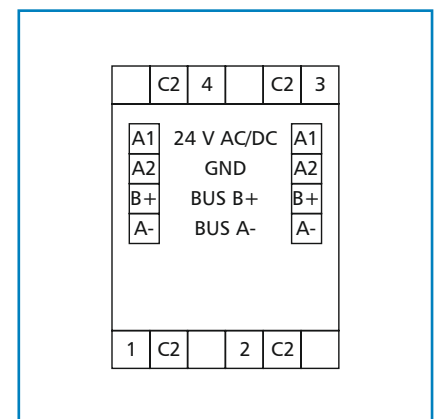 C2 4 C2 3
A1 24 V AC/DC A1
A2 GND A2
B+ BUS B+ B+
A- BUS A- A-
1 C2 2 C2